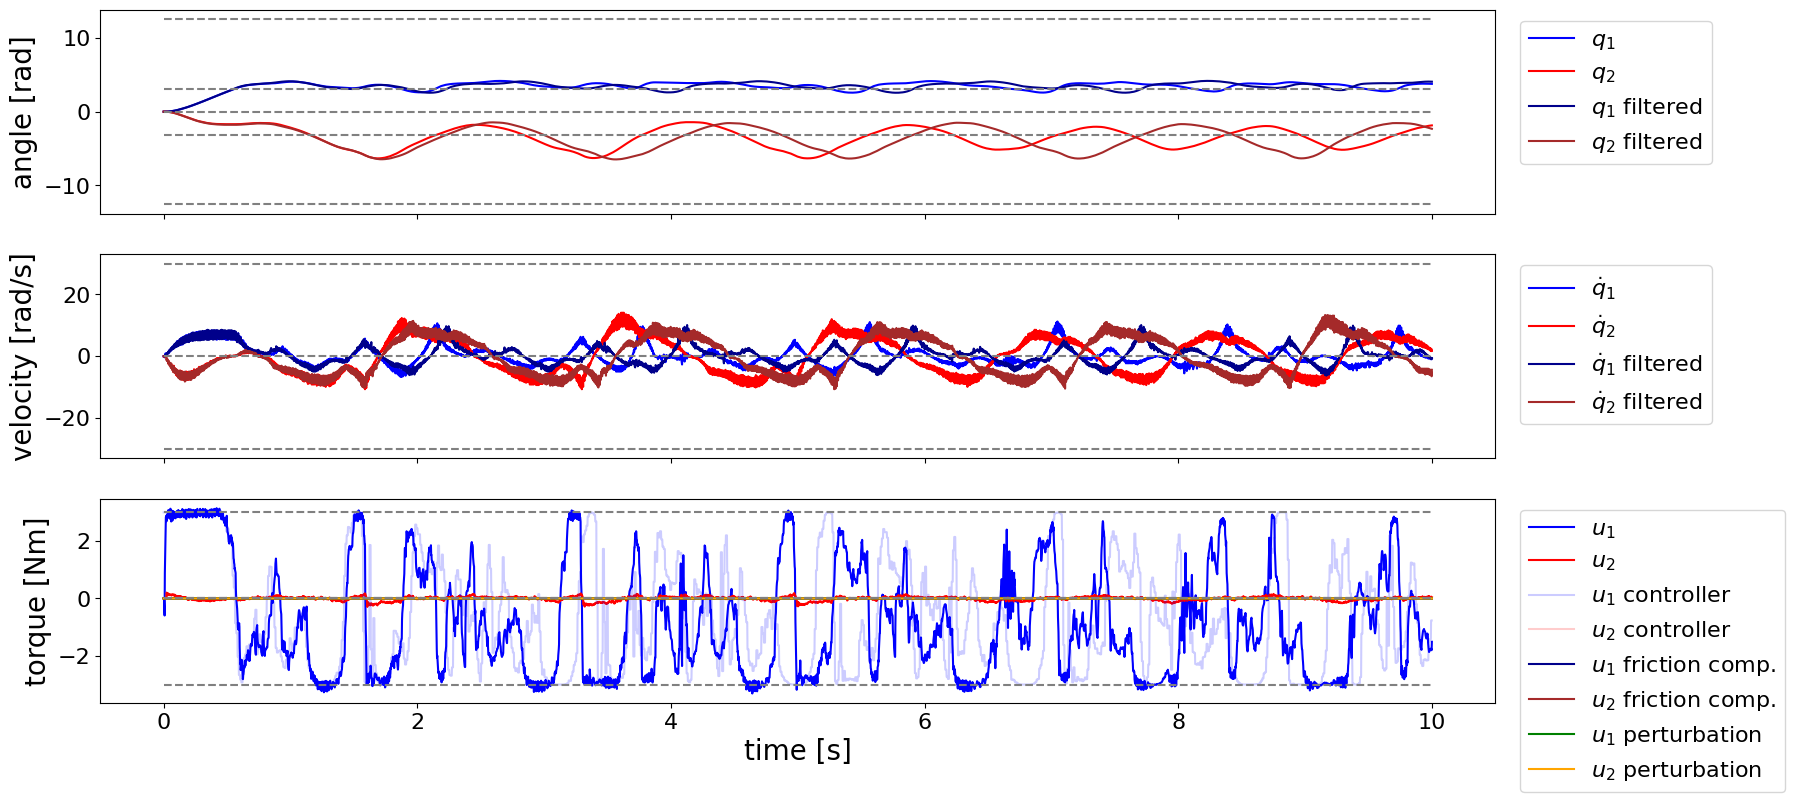 angle [rad]
10
0
−10
q₁
q₂
q₁ filtered
q₂ filtered
velocity [rad/s]
20
0
−20
q̇₁
q̇₂
q̇₁ filtered
q̇₂ filtered
torque [Nm]
2
0
−2
0 2 4 6 8 10
time [s]
u₁
u₂
u₁ controller
u₂ controller
u₁ friction comp.
u₂ friction comp.
u₁ perturbation
u₂ perturbation